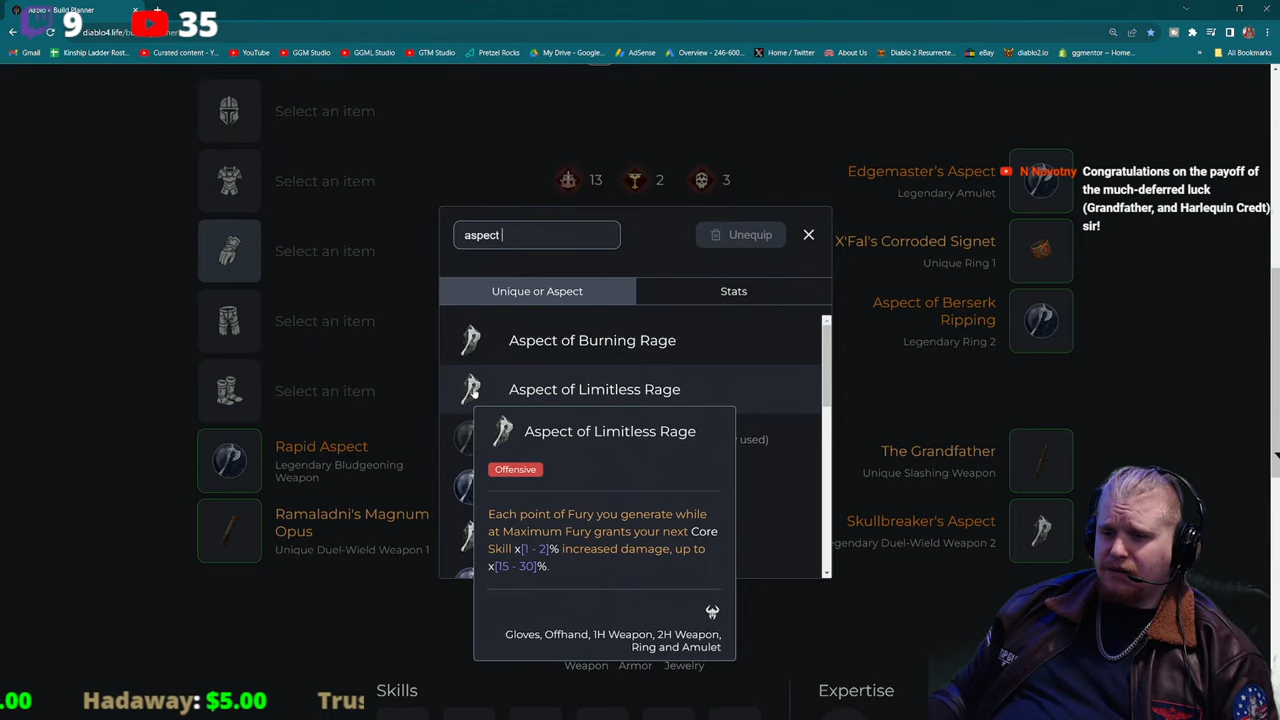 Diablo - Build Planner
9
35
diablo4.life/bu
Gmail
Kinship Ladder Rost...
Curated content - Y...
YouTube
GGM Studio
GGML Studio
GTM Studio
Pretzel Rocks
My Drive - Google...
AdSense
Overview - 246-600...
Home / Twitter
About Us
Diablo 2 Resurrecte...
eBay
diablo2.io
ggmentor – Home...
All Bookmarks
Select an item
Select an item
Select an item
Select an item
Select an item
Rapid Aspect
Legendary Bludgeoning
Weapon
Ramaladni's Magnum
Opus
Unique Duel-Wield Weapon 1
13
2
3
aspect
Unequip
Unique or Aspect
Stats
Aspect of Burning Rage
Aspect of Limitless Rage
y used)
Aspect of Limitless Rage
Offensive
Each point of Fury you generate while
at Maximum Fury grants your next Core
Skill x[1 - 2]% increased damage, up to
x[15 - 30]%.
Gloves, Offhand, 1H Weapon, 2H Weapon,
Ring and Amulet
Weapon
Armor
Jewelry
Edgemaster's Aspect
Legendary Amulet
X'Fal's Corroded Signet
Unique Ring 1
Aspect of Berserk
Ripping
Legendary Ring 2
The Grandfather
Unique Slashing Weapon
Skullbreaker's Aspect
egendary Duel-Wield Weapon 2
N Novotny
Congratulations on the payoff of
the much-deferred luck
(Grandfather, and Harlequin Credt)
sir!
.00
Hadaway: $5.00
Trus
Skills
Expertise